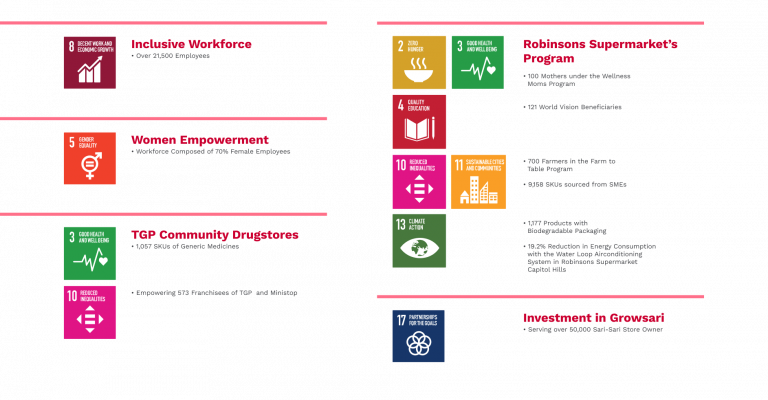 8 DECENT WORK AND
ECONOMIC GROWTH
Inclusive Workforce
• Over 21,500 Employees
5 GENDER
EQUALITY
Women Empowerment
• Workforce Composed of 70% Female Employees
3 GOOD HEALTH
AND WELL BEING
TGP Community Drugstores
• 1,057 SKUs of Generic Medicines
10 REDUCED
INEQUALITIES
• Empowering 573 Franchisees of TGP and Ministop
2 ZERO
HUNGER
3 GOOD HEALTH
AND WELL BEING
Robinsons Supermarket's
Program
• 100 Mothers under the Wellness
Moms Program
4 QUALITY
EDUCATION
• 121 World Vision Beneficiaries
10 REDUCED
INEQUALITIES
11 SUSTAINABLE CITIES
AND COMMUNITIES
• 700 Farmers in the Farm to
Table Program
• 9,158 SKUs sourced from SMEs
13 CLIMATE
ACTION
• 1,177 Products with
Biodegradable Packaging
• 19.2% Reduction in Energy Consumption
with the Water Loop Airconditioning
System in Robinsons Supermarket
Capitol Hills
17 PARTNERSHIPS
FOR THE GOALS
Investment in Growsari
• Serving over 50,000 Sari-Sari Store Owner